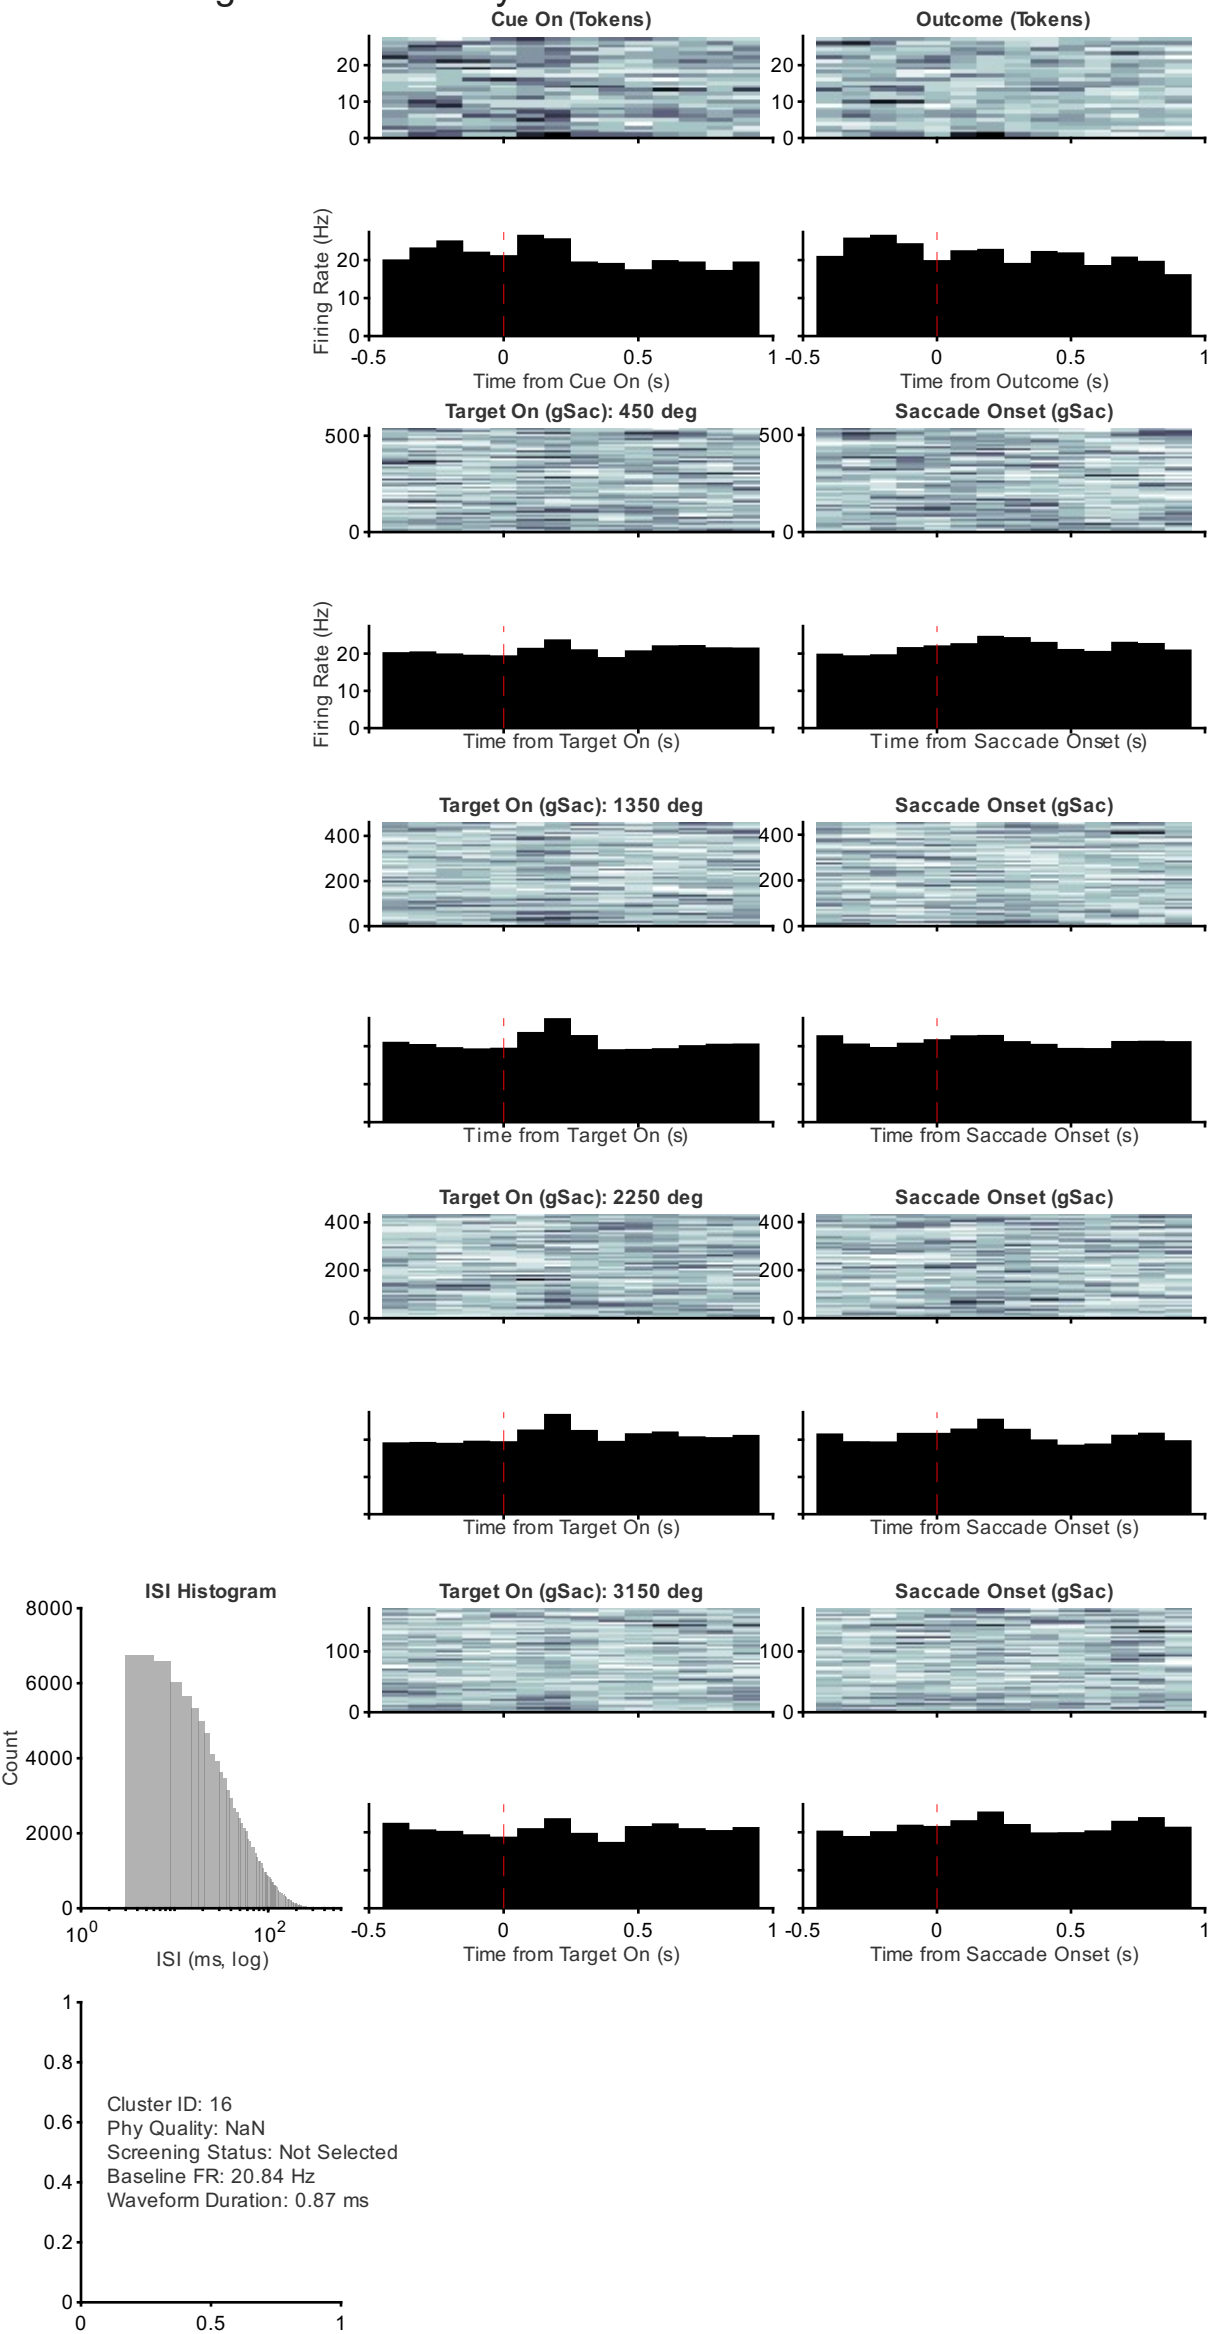 Cue On (Tokens)
Outcome (Tokens)
20
10
0
20
10
0
Firing Rate (Hz)
20
10
0
-0.5
0
0.5
1
-0.5
0
0.5
1
Time from Cue On (s)
Time from Outcome (s)
Target On (gSac): 450 deg
Saccade Onset (gSac)
500
0
500
0
Firing Rate (Hz)
20
10
0
Time from Target On (s)
Time from Saccade Onset (s)
Target On (gSac): 1350 deg
Saccade Onset (gSac)
400
200
0
400
200
0
Time from Target On (s)
Time from Saccade Onset (s)
Target On (gSac): 2250 deg
Saccade Onset (gSac)
400
200
0
400
200
0
Time from Target On (s)
Time from Saccade Onset (s)
ISI Histogram
Target On (gSac): 3150 deg
Saccade Onset (gSac)
8000
6000
4000
2000
0
Count
10^0
10^2
ISI (ms, log)
100
0
100
0
-0.5
0
0.5
1
-0.5
0
0.5
1
Time from Target On (s)
Time from Saccade Onset (s)
1
0.8
0.6
0.4
0.2
0
Cluster ID: 16
Phy Quality: NaN
Screening Status: Not Selected
Baseline FR: 20.84 Hz
Waveform Duration: 0.87 ms
0
0.5
1